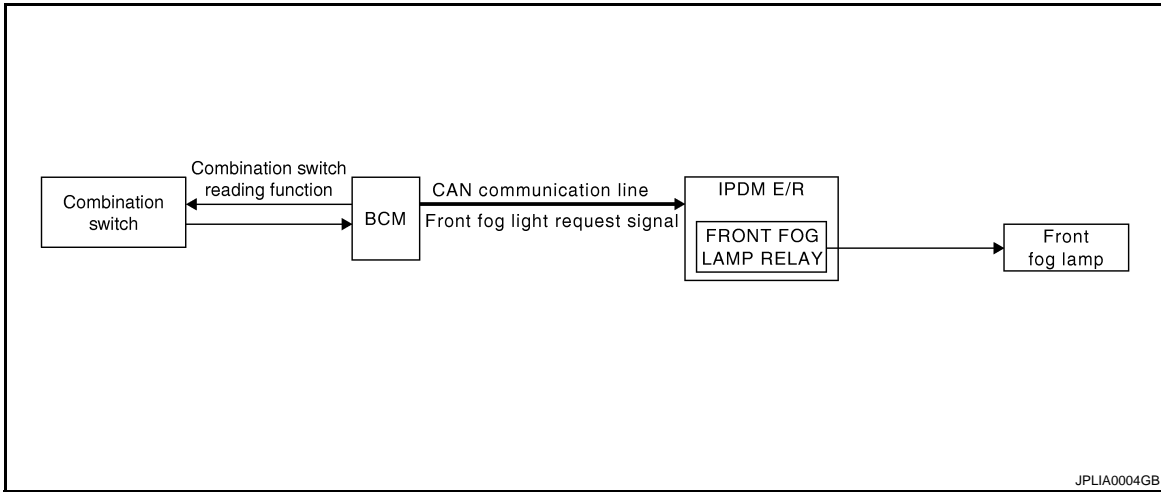 Combination switch
reading function
Combination
switch
BCM
CAN communication line
Front fog light request signal
IPDM E/R
FRONT FOG
LAMP RELAY
Front
fog lamp
JPLIA0004GB